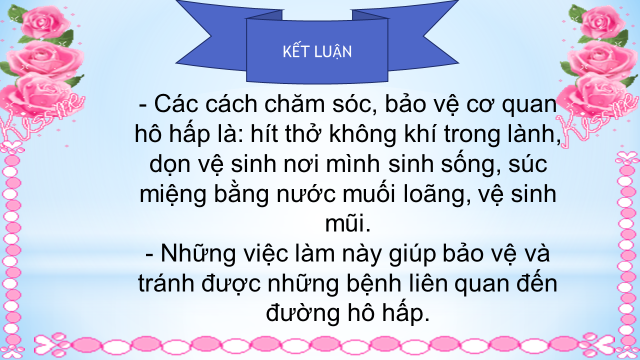 KẾT LUẬN
- Các cách chăm sóc, bảo vệ cơ quan
hô hấp là: hít thở không khí trong lành,
dọn vệ sinh nơi mình sinh sống, súc
miệng bằng nước muối loãng, vệ sinh
mũi.
- Những việc làm này giúp bảo vệ và
tránh được những bệnh liên quan đến
đường hô hấp.